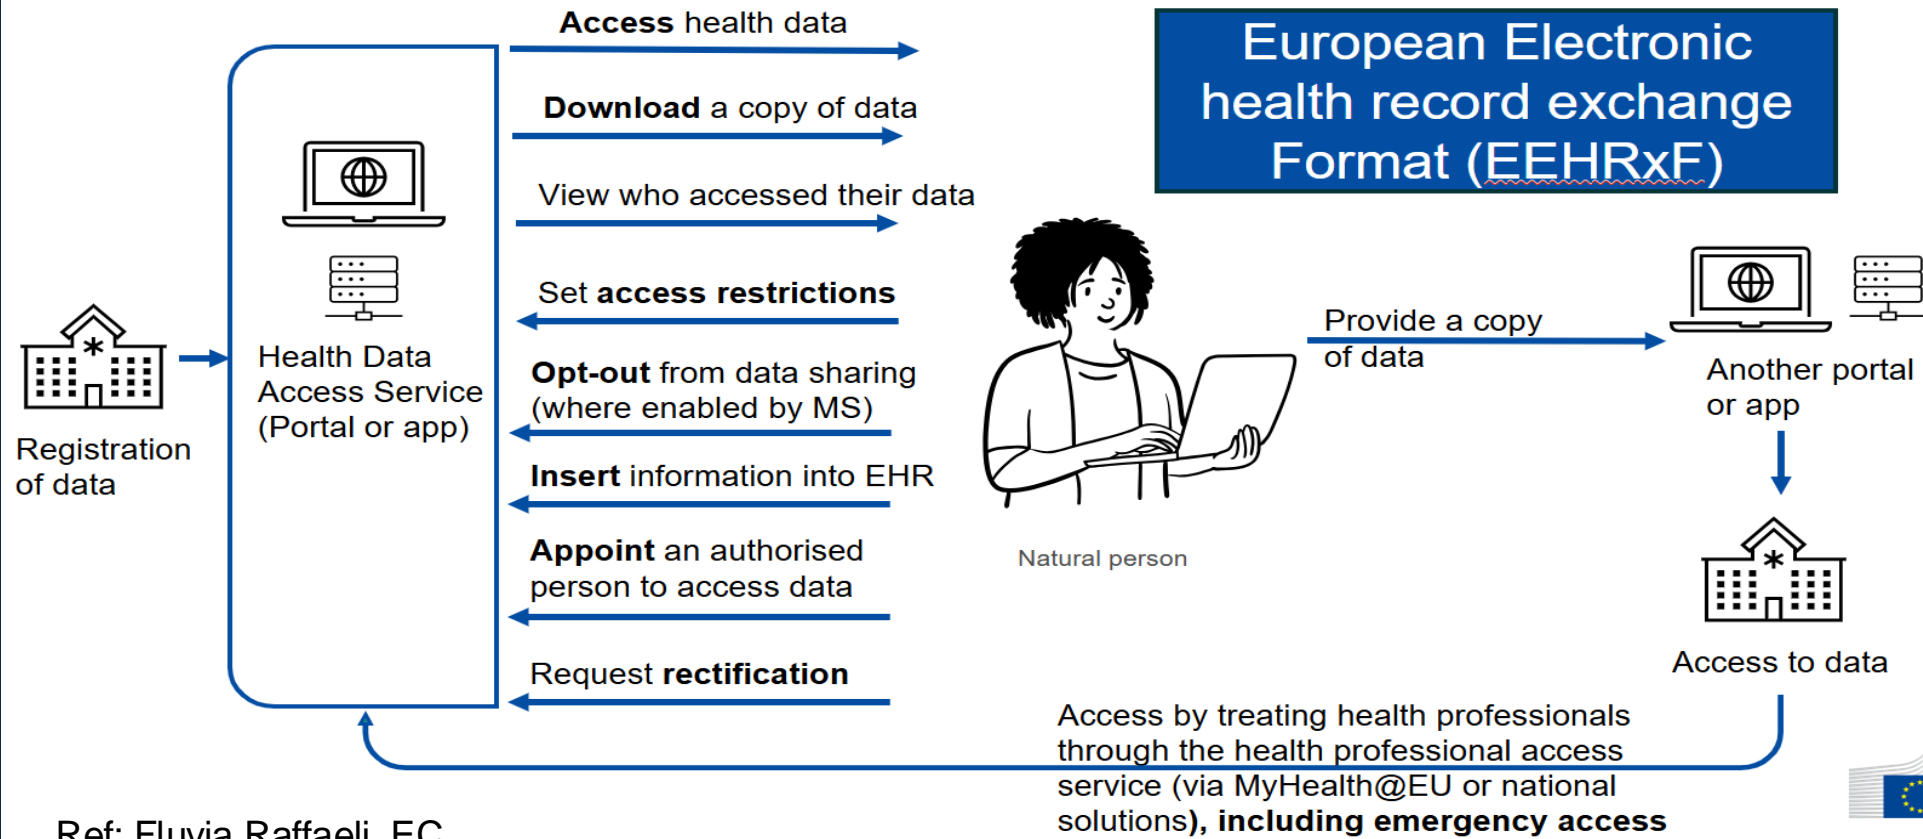 Access health data
Download a copy of data
View who accessed their data
Set access restrictions
Opt-out from data sharing
(where enabled by MS)
Insert information into EHR
Appoint an authorised
person to access data
Request rectification
European Electronic
health record exchange
Format (EEHRxF)
Health Data
Access Service
(Portal or app)
Registration
of data
Natural person
Provide a copy
of data
Another portal
or app
Access to data
Access by treating health professionals
through the health professional access
service (via MyHealth@EU or national
solutions), including emergency access
Ref: Fluvia Raffaeli, EC